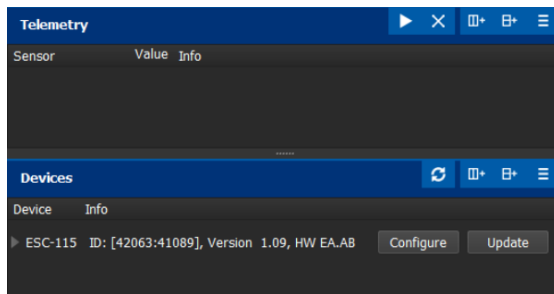 Telemetry
Sensor Value Info
Devices
Device Info
ESC-115 ID: [42063:41089], Version 1.09, HW EA.AB Configure Update